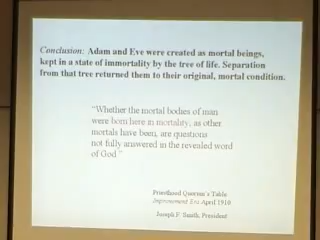 Conclusion: Adam and Eve were created as mortal beings,
kept in a state of immortality by the tree of life. Separation
from that tree returned them to their original, mortal condition.
"Whether the mortal bodies of man
were born here in mortality, as other
mortals have been, are questions
not fully answered in the revealed word
of God"
Priesthood Quorum's Table
Improvement Era April 1910
Joseph F. Smith, President